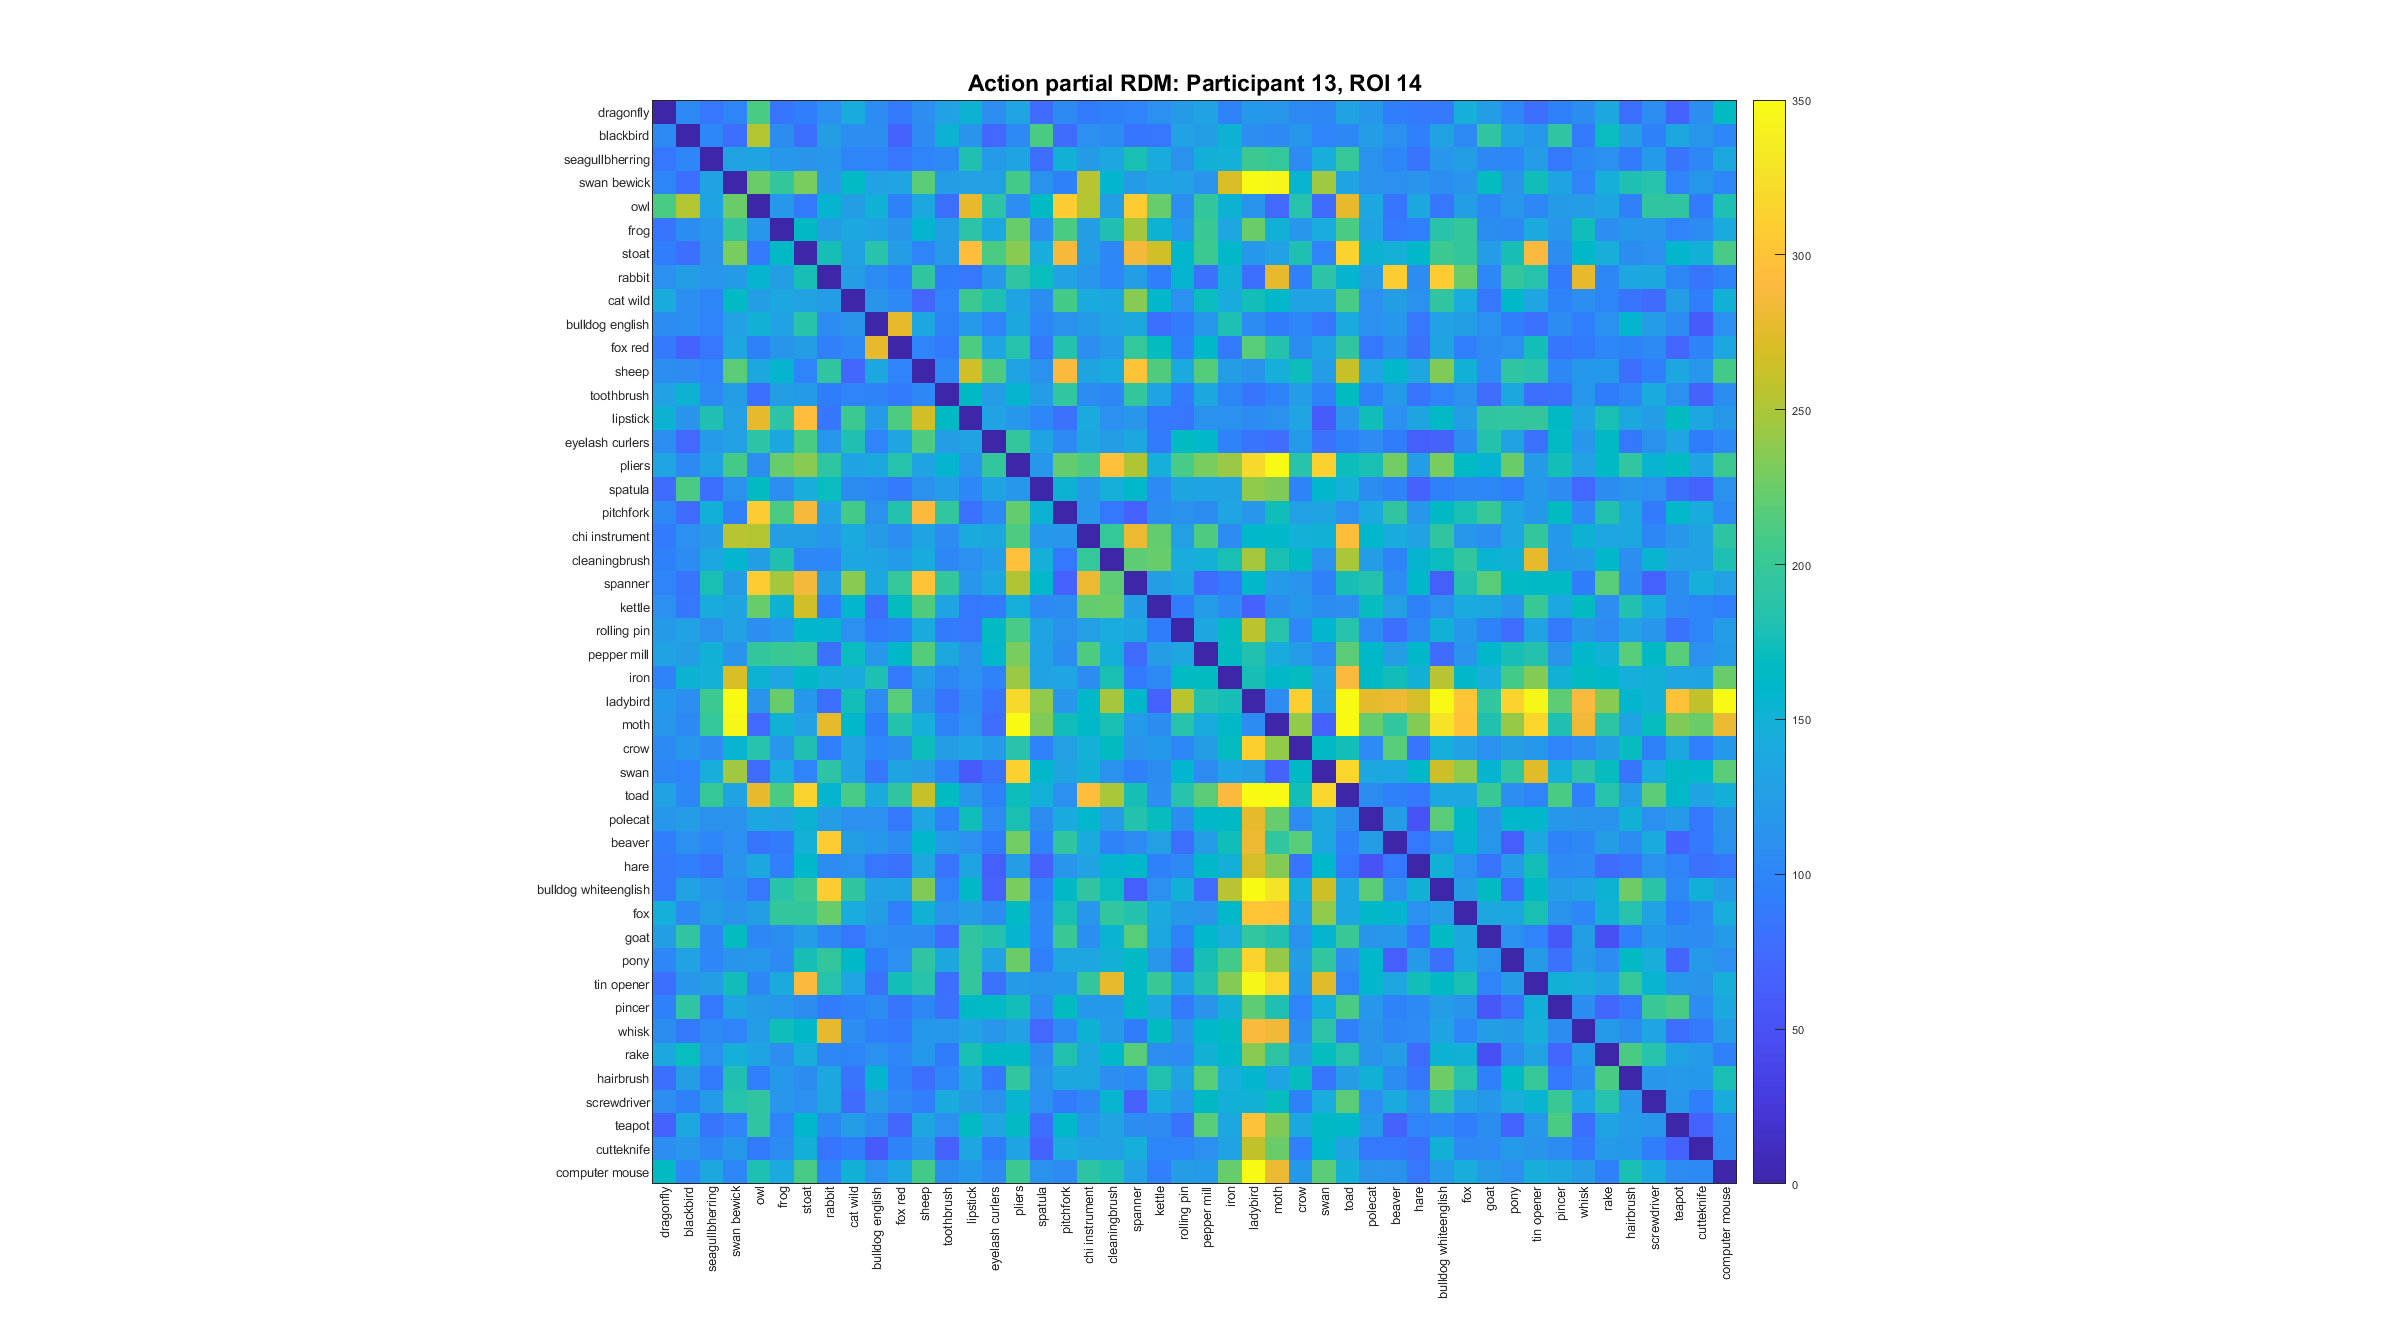 Action partial RDM: Participant 13, ROI 14
dragonfly
blackbird
seagullbherring
swan bewick
owl
frog
stoat
rabbit
cat wild
bulldog english
fox red
sheep
toothbrush
lipstick
eyelash curlers
pliers
spatula
pitchfork
chi instrument
cleaningbrush
spanner
kettle
rolling pin
pepper mill
iron
ladybird
moth
crow
swan
toad
polecat
beaver
hare
bulldog whiteenglish
fox
goat
pony
tin opener
pincer
whisk
rake
hairbrush
screwdriver
teapot
cutteknife
computer mouse
dragonfly
blackbird
seagullbherring
swan bewick
owl
frog
stoat
rabbit
cat wild
bulldog english
fox red
sheep
toothbrush
lipstick
eyelash curlers
pliers
spatula
pitchfork
chi instrument
cleaningbrush
spanner
kettle
rolling pin
pepper mill
iron
ladybird
moth
crow
swan
toad
polecat
beaver
hare
bulldog whiteenglish
fox
goat
pony
tin opener
pincer
whisk
rake
hairbrush
screwdriver
teapot
cutteknife
computer mouse
350
300
250
200
150
100
50
0